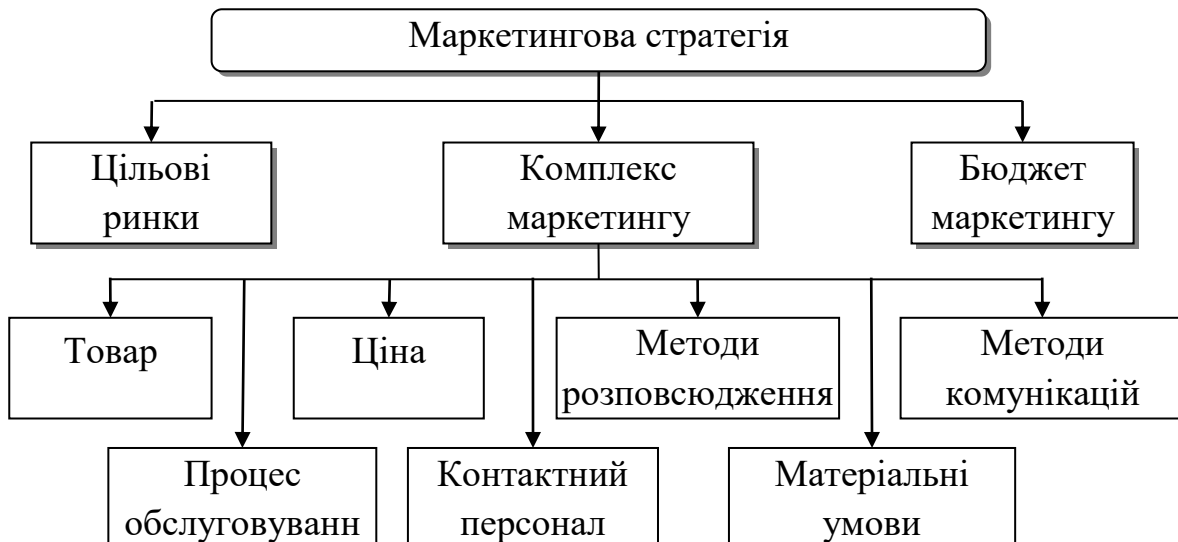 Маркетингова стратегія
Цільові
ринки
Комплекс
маркетингу
Бюджет
маркетингу
Товар
Ціна
Методи
розповсюдження
Методи
комунікацій
Процес
обслуговуванн
Контактний
персонал
Матеріальні
умови